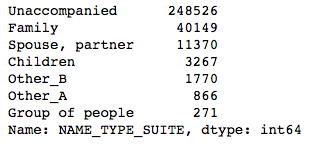 Unaccompanied 248526
Family 40149
Spouse, partner 11370
Children 3267
Other_B 1770
Other_A 866
Group of people 271
Name: NAME_TYPE_SUITE, dtype: int64